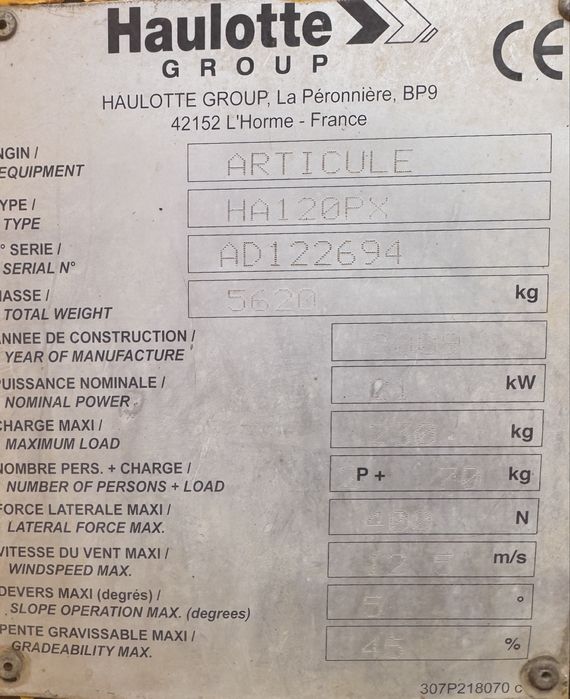 Haulotte
GROUP
CE
HAULOTTE GROUP, La Péronnière, BP9
42152 L'Horme - France
NGIN /
EQUIPMENT
ARTICULE
YPE /
TYPE
HA120PX
° SERIE /
SERIAL N°
AD122694
ASSE /
TOTAL WEIGHT
5620 kg
ANNEE DE CONSTRUCTION /
YEAR OF MANUFACTURE
PUISSANCE NOMINALE /
NOMINAL POWER
kW
CHARGE MAXI /
MAXIMUM LOAD
230 kg
NOMBRE PERS. + CHARGE /
NUMBER OF PERSONS + LOAD
P + 70 kg
FORCE LATERALE MAXI /
LATERAL FORCE MAX.
N
VITESSE DU VENT MAXI /
WINDSPEED MAX.
m/s
DEVERS MAXI (degrés) /
SLOPE OPERATION MAX. (degrees)
5 °
PENTE GRAVISSABLE MAXI /
GRADEABILITY MAX.
45 %
307P218070 c